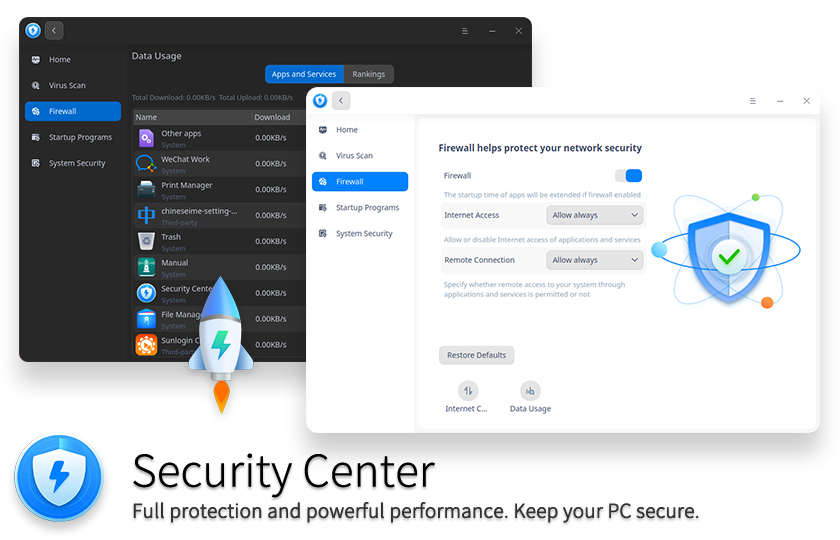 Data Usage
Apps and Services
Rankings
Total Download: 0.00KB/s Total Upload: 0.00KB/s
Home
Virus Scan
Firewall
Startup Programs
System Security
Name
Download
Other apps
System
0.00KB/s
WeChat Work
System
0.00KB/s
Print Manager
System
0.00KB/s
chineseime-setting-...
Third-party
0.00KB/s
Trash
System
0.00KB/s
Manual
System
0.00KB/s
Security Cente
System
0.00KB/s
File Manag
System
0.00KB/s
Sunlogin C
Third-part
0.00KB/s
Home
Virus Scan
Firewall
Startup Programs
System Security
Firewall helps protect your network security
Firewall
The startup time of apps will be extended if firewall enabled
Internet Access
Allow always
Allow or disable Internet access of applications and services
Remote Connection
Allow always
Specify whether remote access to your system through
applications and services is permitted or not
Restore Defaults
Internet C...
Data Usage
Security Center
Full protection and powerful performance. Keep your PC secure.